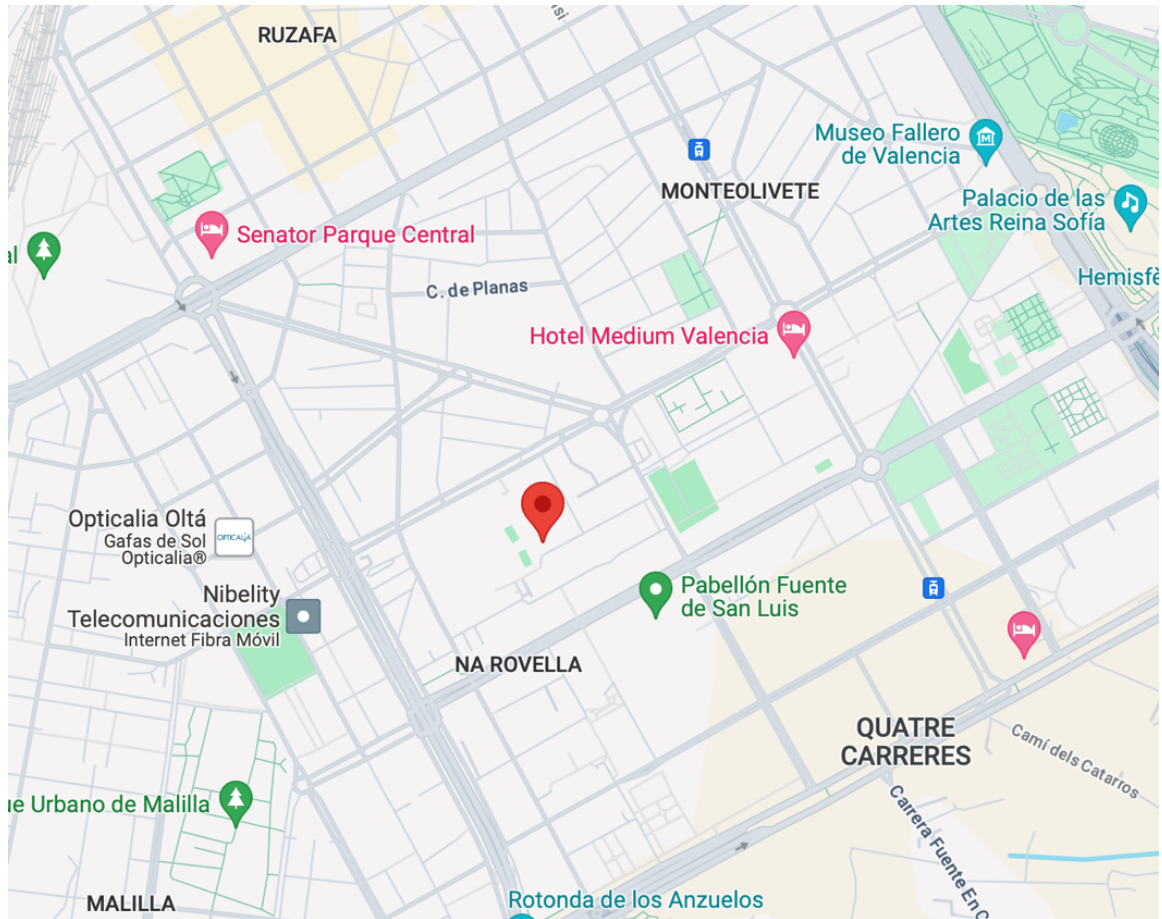 RUZAFA
Museo Fallero
de Valencia
MONTEOLIVETE
Palacio de las
Artes Reina Sofía
Senator Parque Central
al
C. de Planas
Hemisfè
Hotel Medium Valencia
Opticalia Oltá
Gafas de Sol
Opticalia®
OPTICALIA
Nibelity
Telecomunicaciones
Internet Fibra Móvil
Pabellón Fuente
de San Luis
NA ROVELLA
QUATRE
CARRERES
Camí dels Catarros
ue Urbano de Malilla
Carrera Fuente En C
MALILLA
Rotonda de los Anzuelos